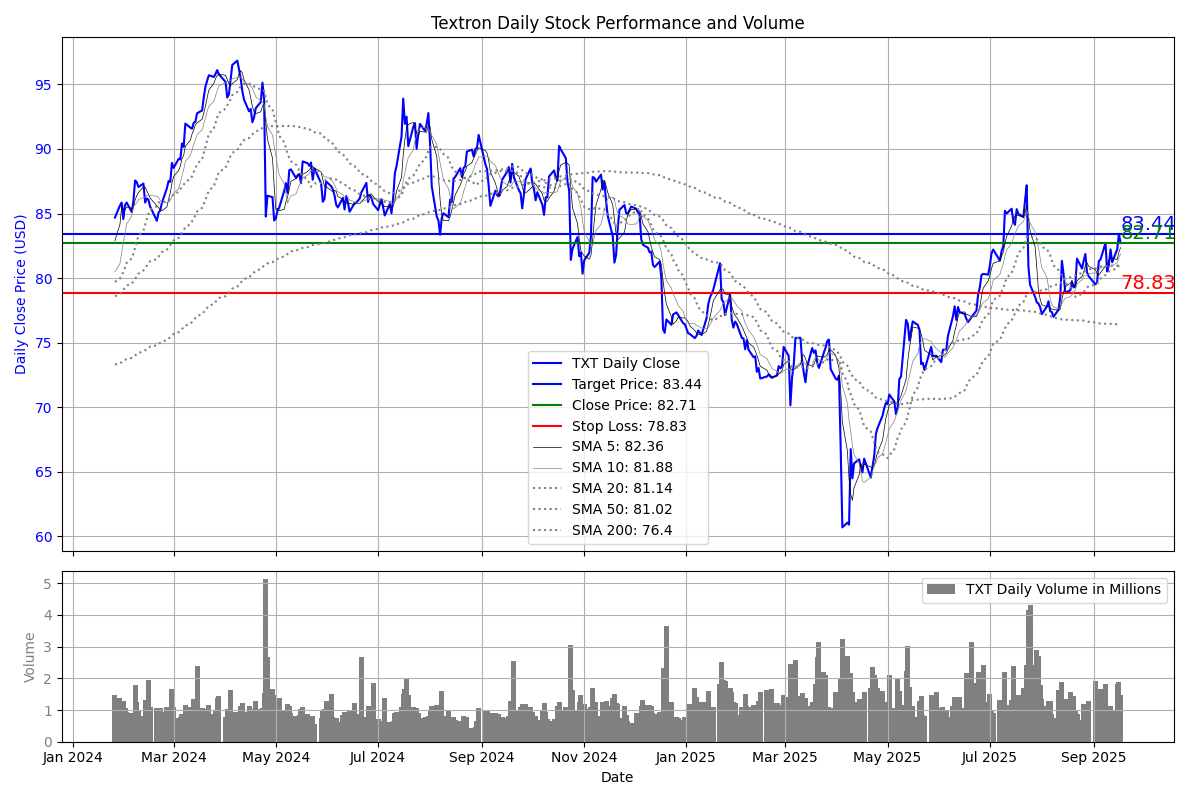 Textron Daily Stock Performance and Volume
Daily Close Price (USD)
95
90
85
80
75
70
65
60
83.44
82.71
78.83
TXT Daily Close
Target Price: 83.44
Close Price: 82.71
Stop Loss: 78.83
SMA 5: 82.36
SMA 10: 81.88
SMA 20: 81.14
SMA 50: 81.02
SMA 200: 76.4
Volume
5
4
3
2
1
0
TXT Daily Volume in Millions
Jan 2024
Mar 2024
May 2024
Jul 2024
Sep 2024
Nov 2024
Jan 2025
Mar 2025
May 2025
Jul 2025
Sep 2025
Date